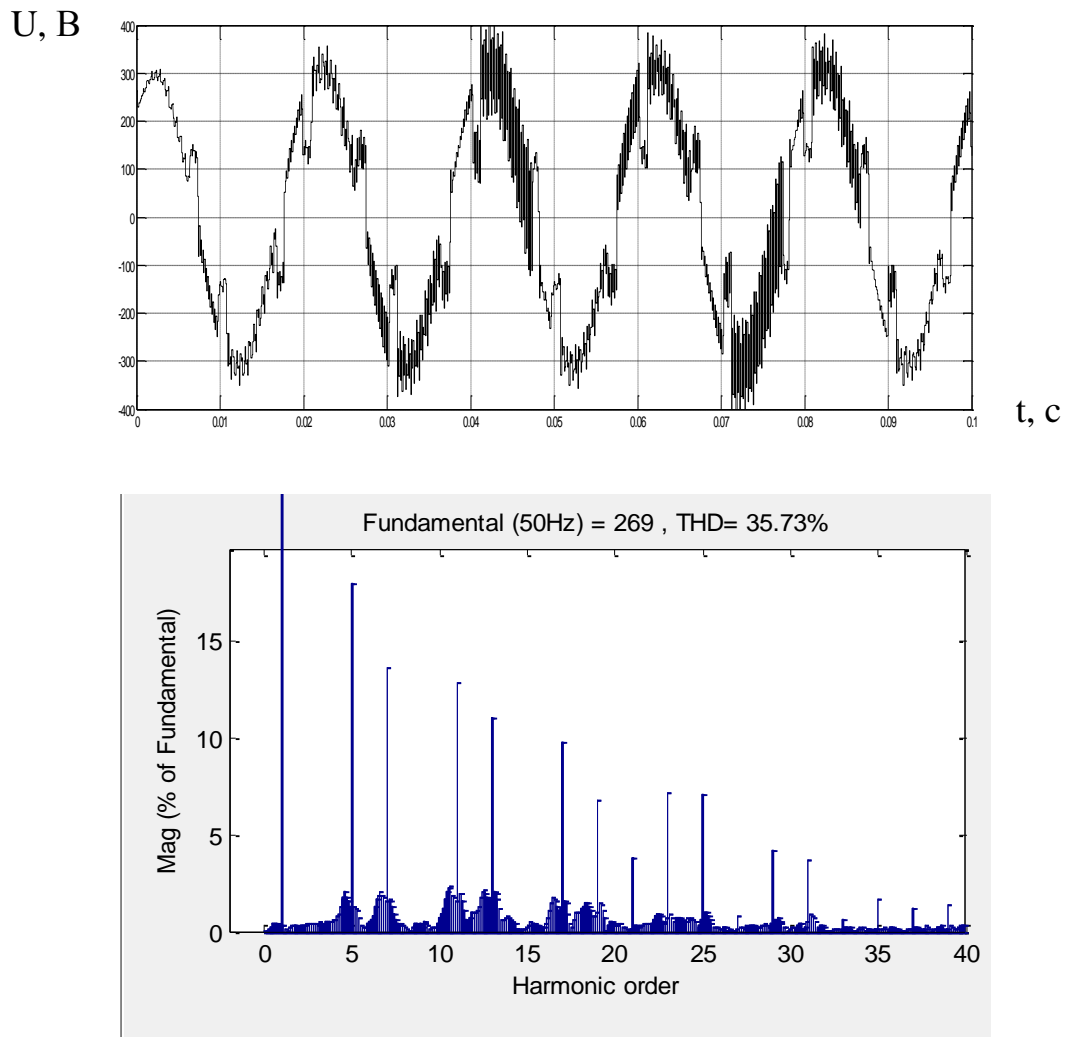 U, В
400
300
200
100
0
-100
-200
-300
-400
0 0.01 0.02 0.03 0.04 0.05 0.06 0.07 0.08 0.09 0.1
t, с
Fundamental (50Hz) = 269 , THD= 35.73%
Mag (% of Fundamental)
15
10
5
0
0 5 10 15 20 25 30 35 40
Harmonic order